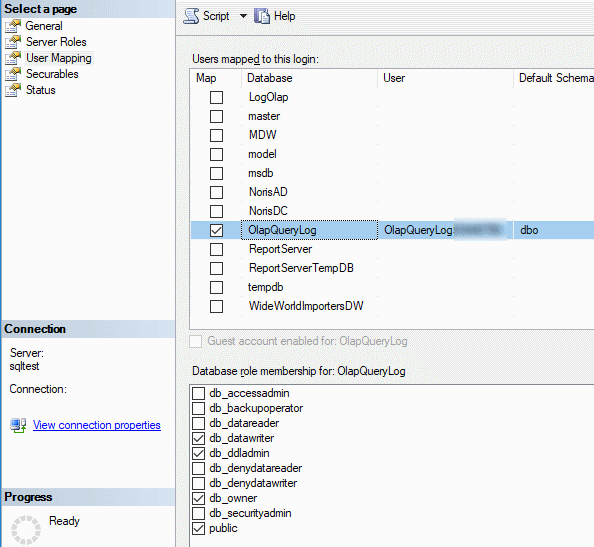 Select a page
General
Server Roles
User Mapping
Securables
Status
Connection
Server:
sqltest
Connection:
View connection properties
Progress
Ready
Script Help
Users mapped to this login:
Map Database User Default Schema
LogOlap
master
MDW
model
msdb
NorisAD
NorisDC
OlapQueryLog OlapQueryLog dbo
ReportServer
ReportServerTempDB
tempdb
WideWorldImportersDW
Guest account enabled for: OlapQueryLog
Database role membership for: OlapQueryLog
db_accessadmin
db_backupoperator
db_datareader
db_datawriter
db_ddladmin
db_denydatareader
db_denydatawriter
db_owner
db_securityadmin
public